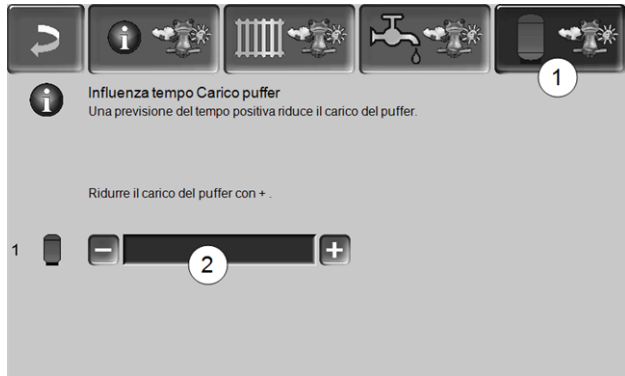 1
Influenza tempo Carico puffer
Una previsione del tempo positiva riduce il carico del puffer.
Ridurre il carico del puffer con + .
1
2